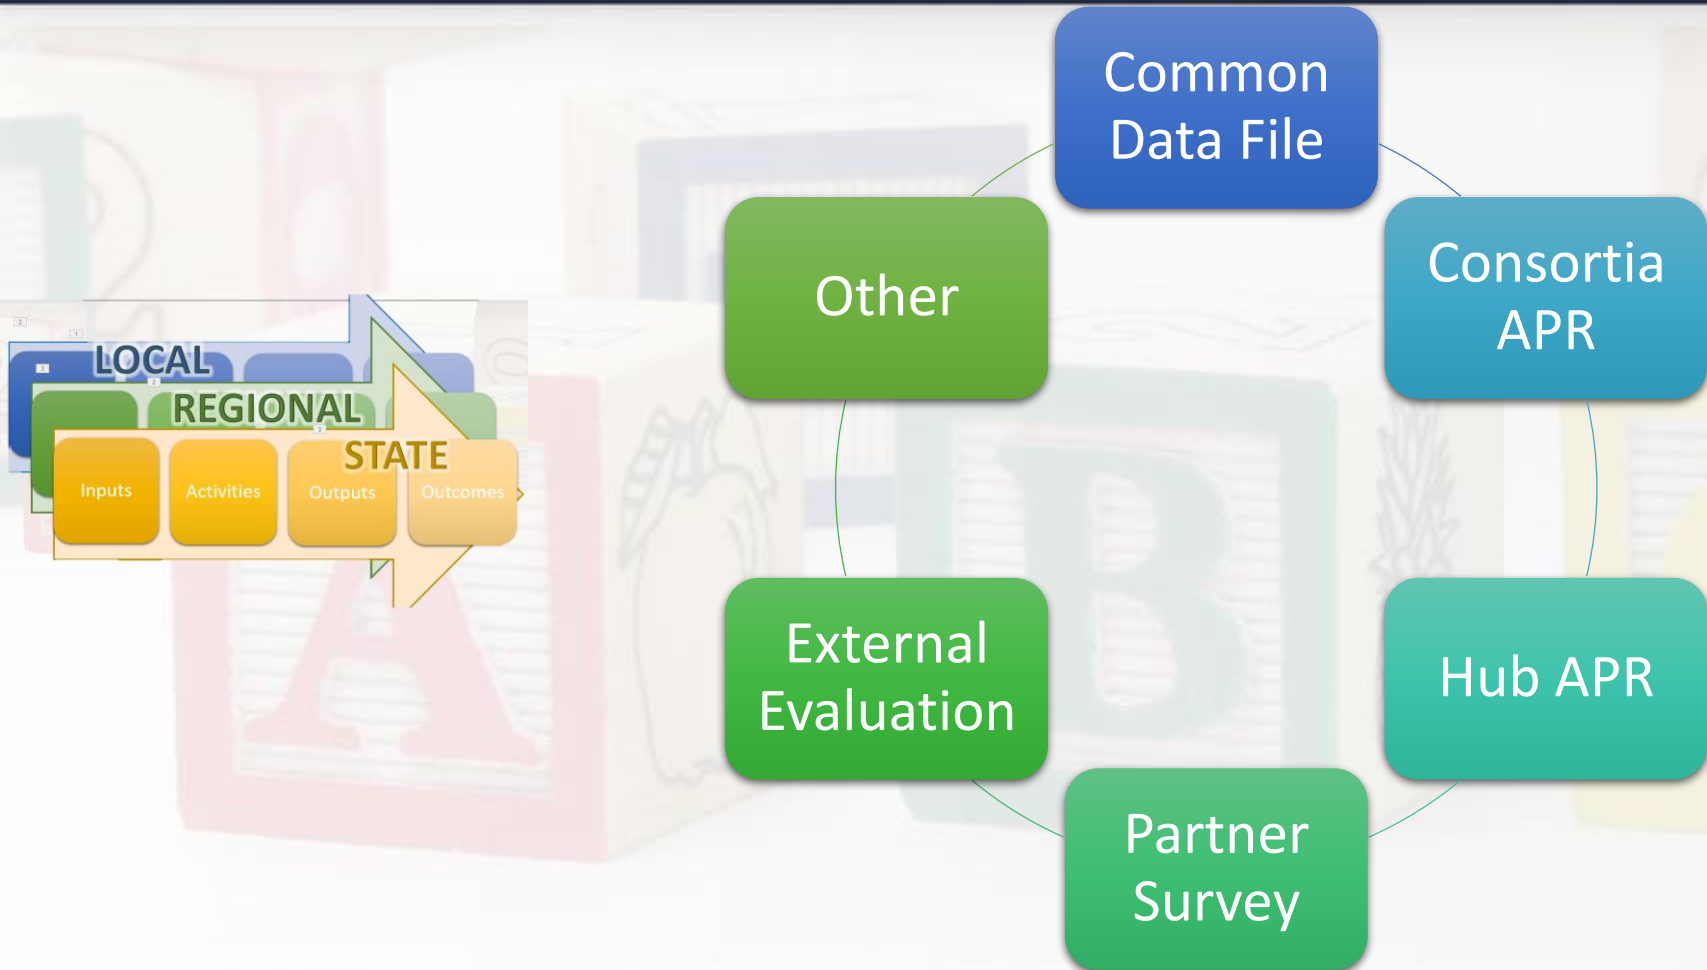 LOCAL
REGIONAL
STATE
Inputs
Activities
Outputs
Outcomes
Common
Data File
Consortia
APR
Hub APR
Partner
Survey
External
Evaluation
Other
A
B